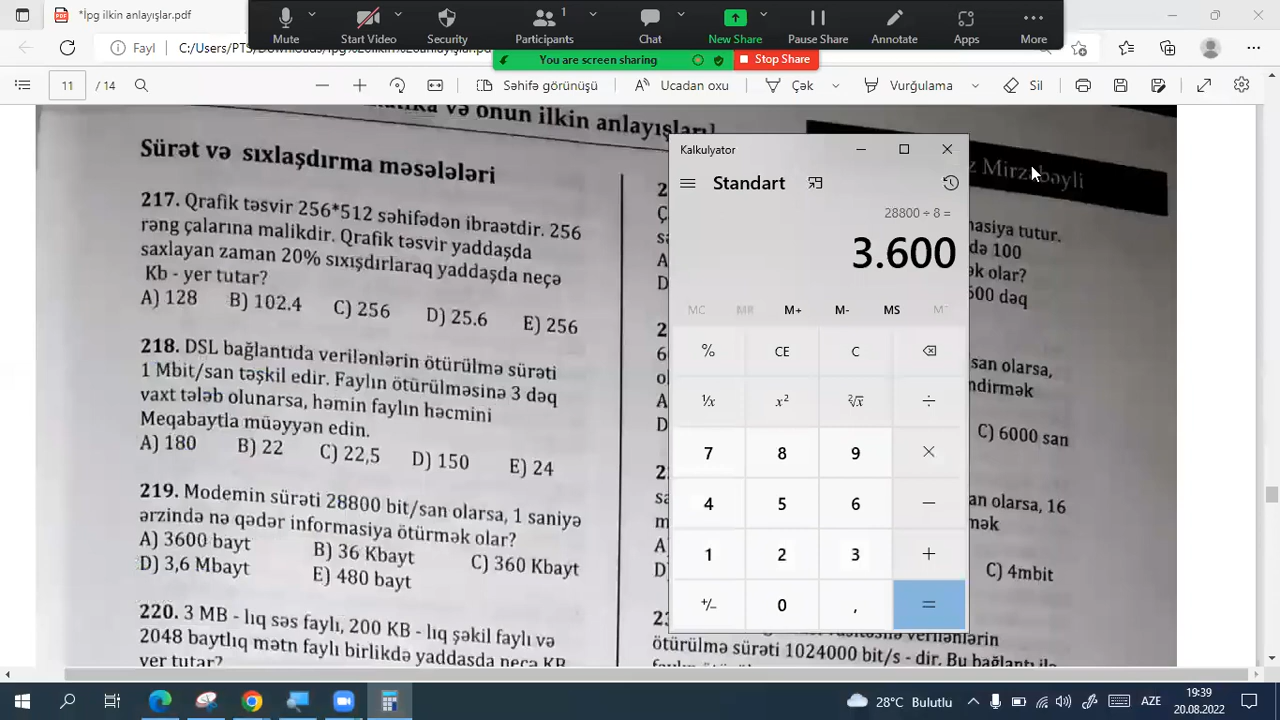 *İpg ilkin anlayışlar.pdf
Mute
Start Video
Security
1
Participants
Chat
New Share
Pause Share
Annotate
Apps
More
Fayl
You are screen sharing
Stop Share
11 / 14
Səhifə görünüşü
Ucadan oxu
Çək
Vurğulama
Sil
və onun ilkin anlayışları
Sürət və sıxlaşdırma məsələləri
217. Qrafik təsvir 256*512 səhifədən ibraətdir. 256
rəng çalarına malikdir. Qrafik təsvir yaddaşda
saxlayan zaman 20% sıxışdırlaraq yaddaşda neçə
Kb - yer tutar?
A) 128 B) 102.4 C) 256 D) 25.6 E) 256
218. DSL bağlantıda verilənlərin ötürülmə sürəti
1 Mbit/san təşkil edir. Faylın ötürülməsinə 3 dəq
vaxt tələb olunarsa, həmin faylın həcmini
Meqabaytla müəyyən edin.
A) 180 B) 22 C) 22,5 D) 150 E) 24
219. Modemin sürəti 28800 bit/san olarsa, 1 saniyə
ərzində nə qədər informasiya ötürmək olar?
A) 3600 bayt B) 36 Kbayt C) 360 Kbayt
D) 3,6 Mbayt E) 480 bayt
220. 3 MB - lıq səs faylı, 200 KB - lıq şəkil faylı və
2048 baytlıq mətn faylı birlikdə yaddaşda neçə KB
yer tutar?
Kalkulyator
Standart
28800 ÷ 8 =
3.600
MC MR M+ M- MS
% CE C
¹/x x² ²√x ÷
7 8 9 ×
4 5 6 −
1 2 3 +
+/− 0 , =
Mirzəbəyli
masiya tutur.
də 100
ək olar?
500 dəq
san olarsa,
ndirmək
C) 6000 san
an olarsa, 16
mək
C) 4mbit
verilənlərin
ötürülmə sürəti 1024000 bit/s - dir. Bu bağlantı ilə
28°C Bulutlu
AZE
19:39
20.08.2022